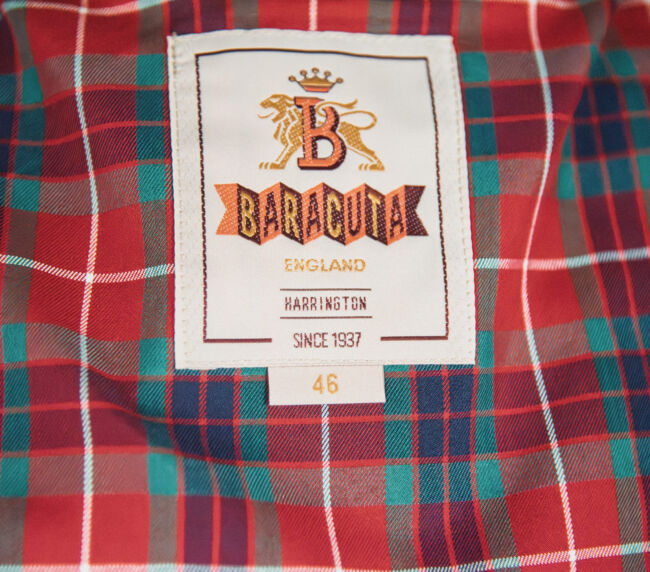 B
BARACUTA
ENGLAND
HARRINGTON
SINCE 1937
46